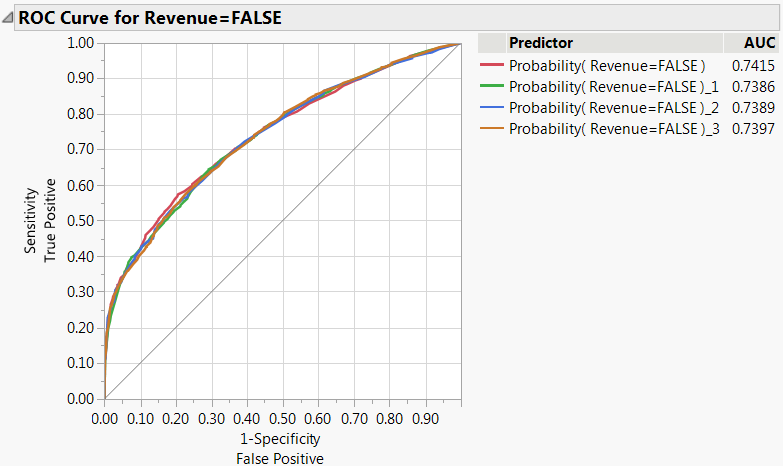 ROC Curve for Revenue=FALSE
1.00
0.90
0.80
0.70
0.60
0.50
0.40
0.30
0.20
0.10
0.00
Sensitivity
True Positive
0.00 0.10 0.20 0.30 0.40 0.50 0.60 0.70 0.80 0.90
1-Specificity
False Positive
Predictor AUC
Probability( Revenue=FALSE ) 0.7415
Probability( Revenue=FALSE )_1 0.7386
Probability( Revenue=FALSE )_2 0.7389
Probability( Revenue=FALSE )_3 0.7397